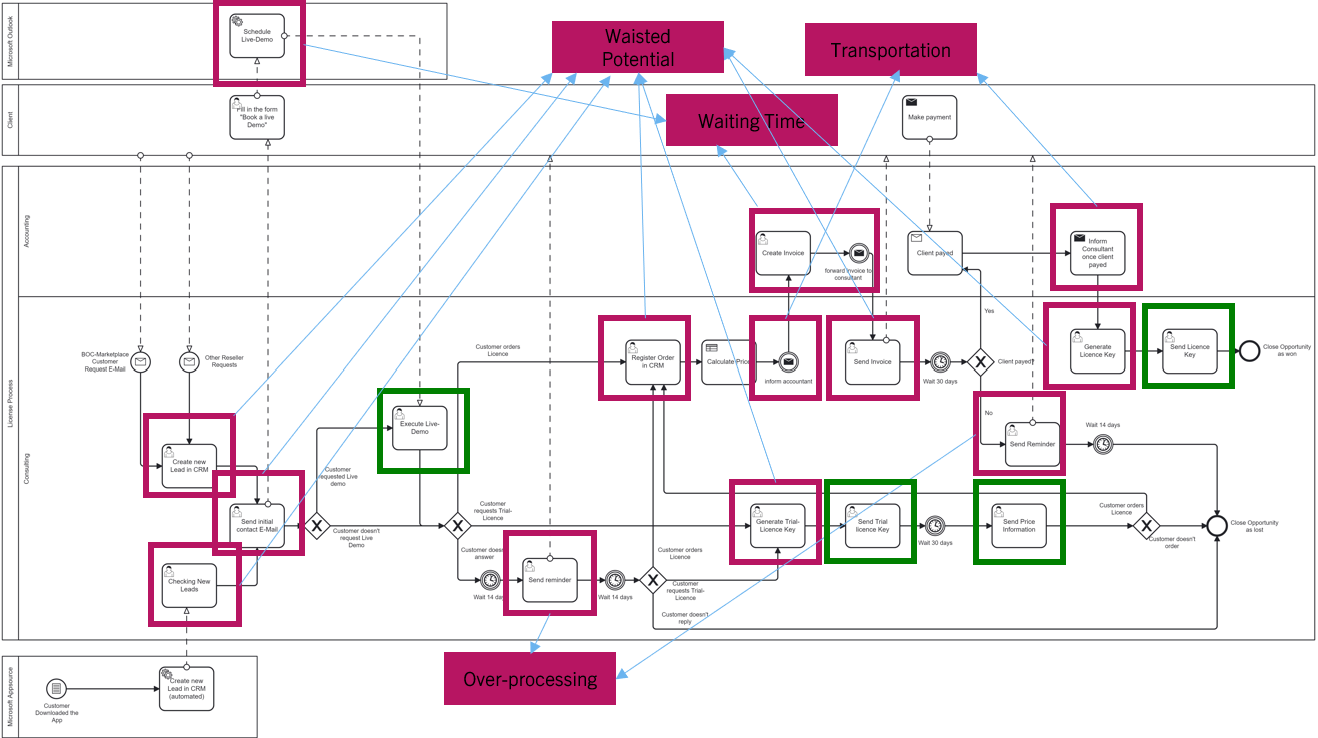 Microsoft Outlook
Schedule
Live-Demo
Waisted
Potential
Transportation
Waiting Time
Client
Fill in the form
"Book a live
Demo"
Make payment
License Process
Accounting
Create Invoice
forward invoice to
consultant
Client payed
Inform
Consultant
once client
payed
Consulting
BOC-Marketplace
Customer
Request E-Mail
Other Reseller
Requests
Customer orders
Licence
Register Order
in CRM
Calculate Price
inform accountant
Send Invoice
Wait 30 days
Yes
Client payed?
Generate
Licence Key
Send Licence
Key
Close Opportunity
as won
Execute Live-
Demo
No
Send Reminder
Wait 14 days
Create new
Lead in CRM
Customer
requested Live
demo
Send initial
contact E-Mail
Customer doesn't
request Live Demo
Customer
requests Trial-
Licence
Generate Trial-
Licence Key
Send Trial
licence Key
Wait 30 days
Send Price
Information
Customer orders
Licence
Customer doesn't
order
Close Opportunity
as lost
Checking New
Leads
Customer doesn't
answer
Wait 14 days
Send reminder
Wait 14 days
Customer orders
Licence
Customer
requests Trial-
Licence
Customer doesn't
reply
Over-processing
Microsoft Appsource
Customer
Downloaded the
App
Create new
Lead in CRM
(automated)